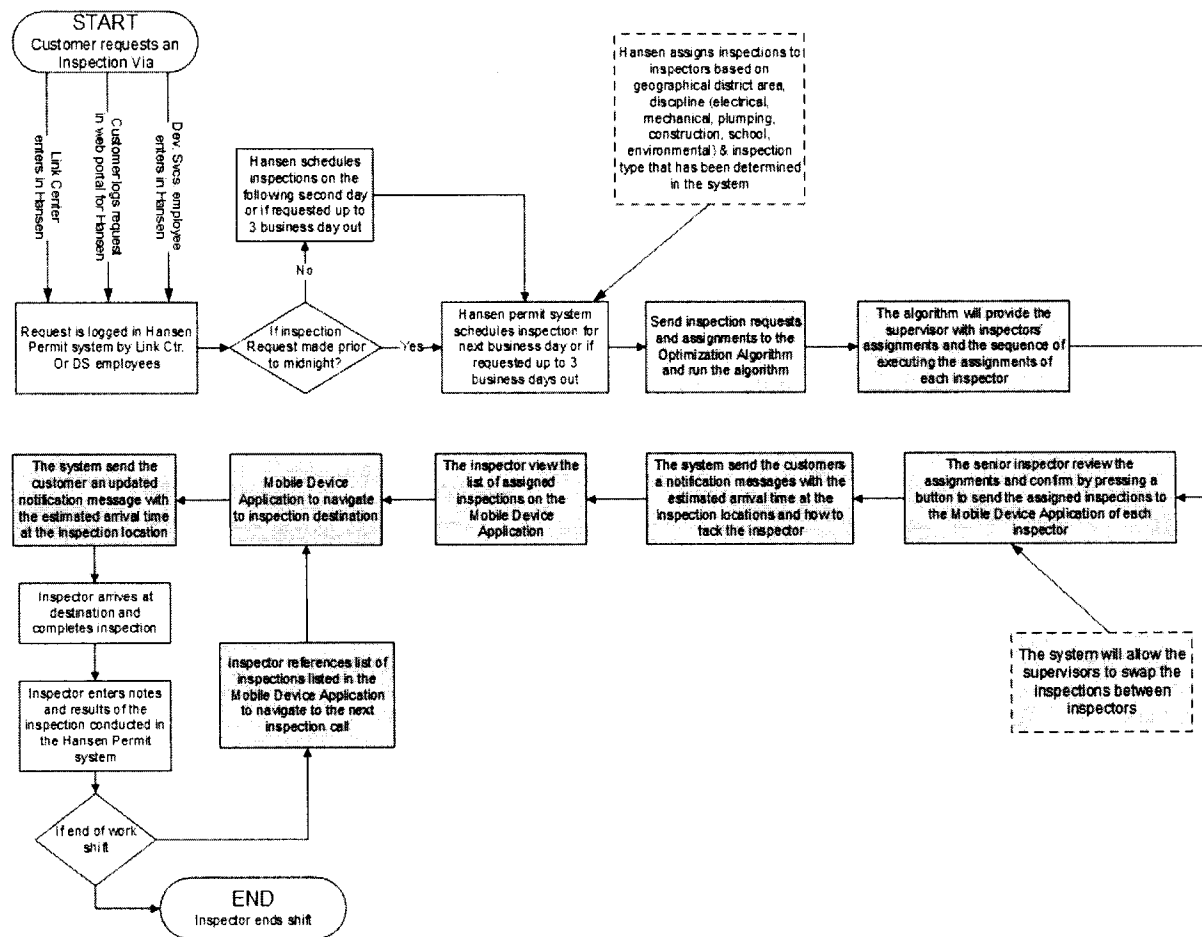 START
Customer requests an
Inspection Via
Link Center
enters in Hansen
Customer logs request
in web portal for Hansen
Dev. Svcs. employee
enters in Hansen
Request is logged in Hansen
Permit system by Link Ctr.
Or DS employees
If inspection
Request made prior
to midnight?
No
Yes
Hansen schedules
inspections on the
following second day
or if requested up to
3 business day out
Hansen permit system
schedules inspection for
next business day or if
requested up to 3
business days out
Hansen assigns inspections to
inspectors based on
geographical district area,
discipline (electrical,
mechanical, plumping,
construction, school,
environmental) & inspection
type that has been determined
in the system
Send inspection requests
and assignments to the
Optimization Algorithm
and run the algorithm
The algorithm will provide the
supervisor with inspectors'
assignments and the sequence of
executing the assignments of
each inspector
The senior inspector review the
assignments and confirm by pressing a
button to send the assigned inspections to
the Mobile Device Application of each
inspector
The system will allow the
supervisors to swap the
inspections between
inspectors
The system send the customers
a notification messages with the
estimated arrival time at the
inspection locations and how to
tack the inspector
The inspector view the
list of assigned
inspections on the
Mobile Device
Application
Mobile Device
Application to navigate
to inspection destination
The system send the
customer an updated
notification message with
the estimated arrival time
at the inspection location
Inspector arrives at
destination and
completes inspection
Inspector enters notes
and results of the
inspection conducted in
the Hansen Permit
system
If end of work
shift
Inspector references list of
inspections listed in the
Mobile Device Application
to navigate to the next
inspection call
END
Inspector ends shift